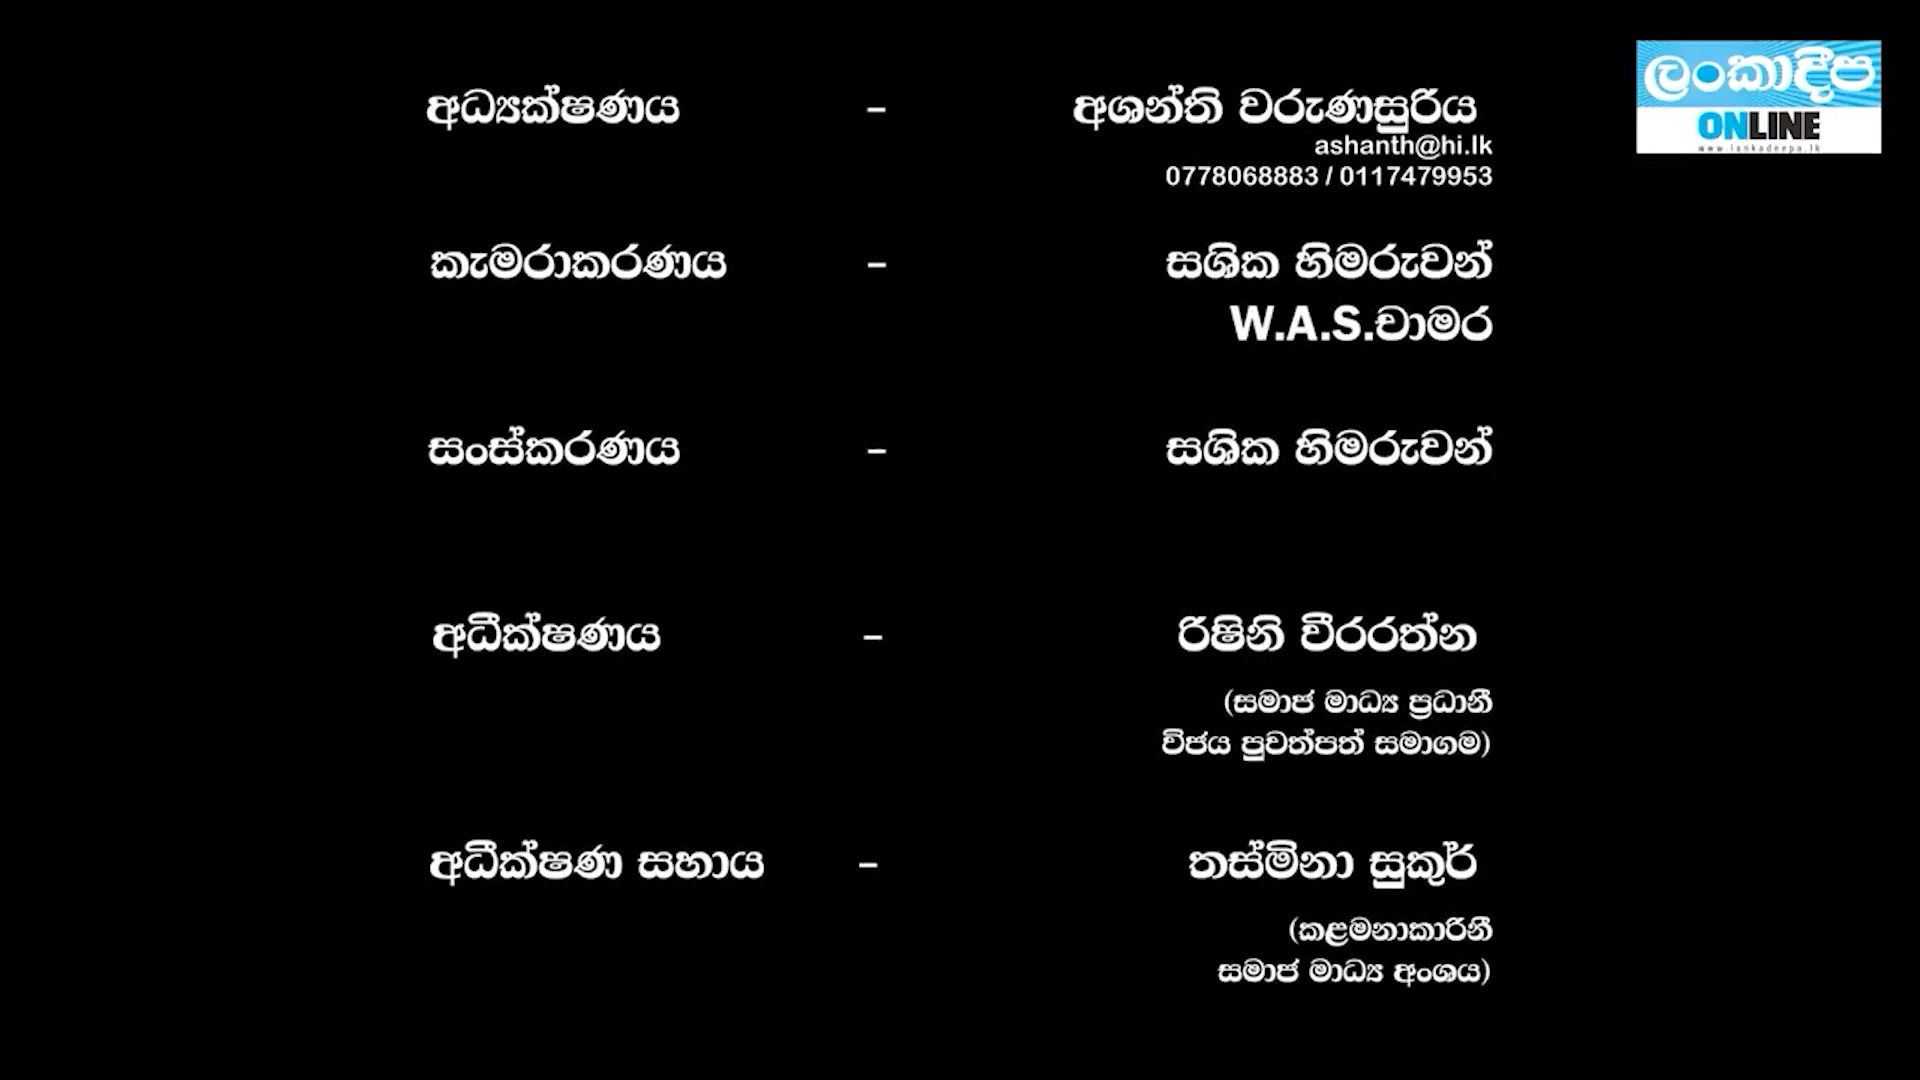 ලංකාදීප
ONLINE
www.lankadeepa.lk
අධ්‍යක්ෂණය - අශන්ති වරුණසූරිය
ashanth@hi.lk
0778068883 / 0117479953
කැමරාකරණය - සශික හිමරුවන්
W.A.S.චාමර
සංස්කරණය - සශික හිමරුවන්
අධීක්ෂණය - රිෂිනි වීරරත්න
(සමාජ මාධ්‍ය ප්‍රධානී
විජය පුවත්පත් සමාගම)
අධීක්ෂණ සහාය - තස්මිනා සුකූර්
(කළමනාකාරිනී
සමාජ මාධ්‍ය අංශය)